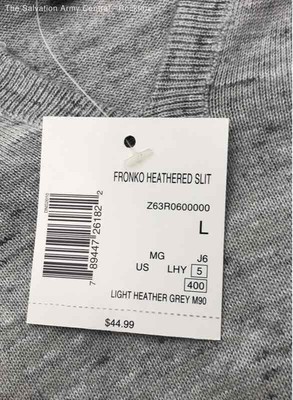 The Salvation Army Central - Rockford
FRONKO HEATHERED SLIT
Z63R0600000
L
MG J6
US LHY 5
400
LIGHT HEATHER GREY M90
7 89447 26182 2
$44.99